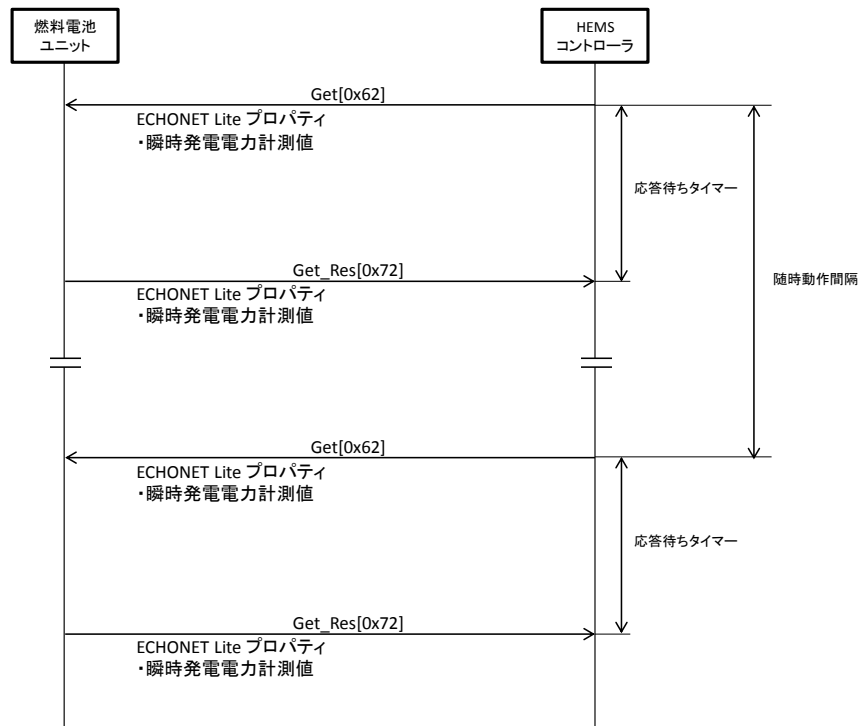 燃料電池
ユニット
HEMS
コントローラ
Get[0x62]
ECHONET Lite プロパティ
・瞬時発電電力計測値
応答待ちタイマー
Get_Res[0x72]
ECHONET Lite プロパティ
・瞬時発電電力計測値
随時動作間隔
Get[0x62]
ECHONET Lite プロパティ
・瞬時発電電力計測値
応答待ちタイマー
Get_Res[0x72]
ECHONET Lite プロパティ
・瞬時発電電力計測値